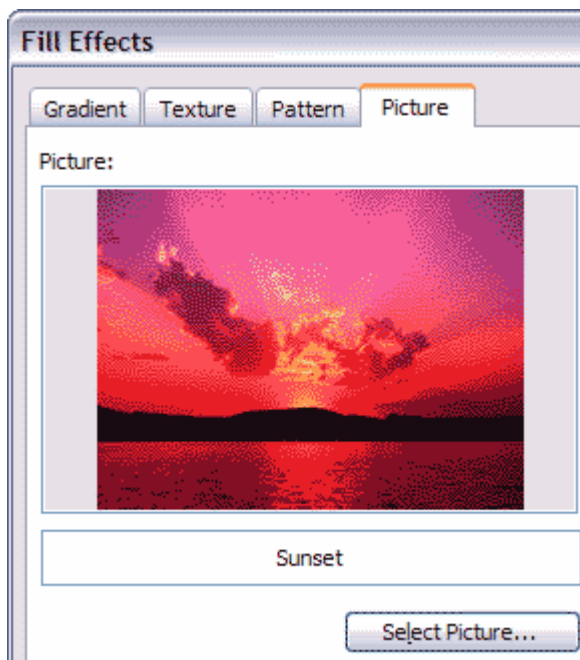 Fill Effects
Gradient Texture Pattern Picture
Picture:
Sunset
Select Picture...